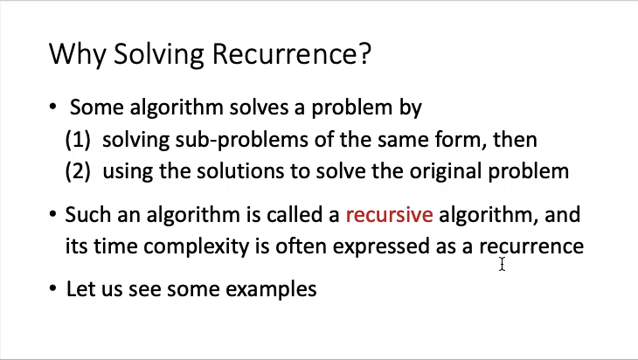 Why Solving Recurrence?
• Some algorithm solves a problem by
(1) solving sub-problems of the same form, then
(2) using the solutions to solve the original problem
• Such an algorithm is called a recursive algorithm, and
its time complexity is often expressed as a recurrence
• Let us see some examples